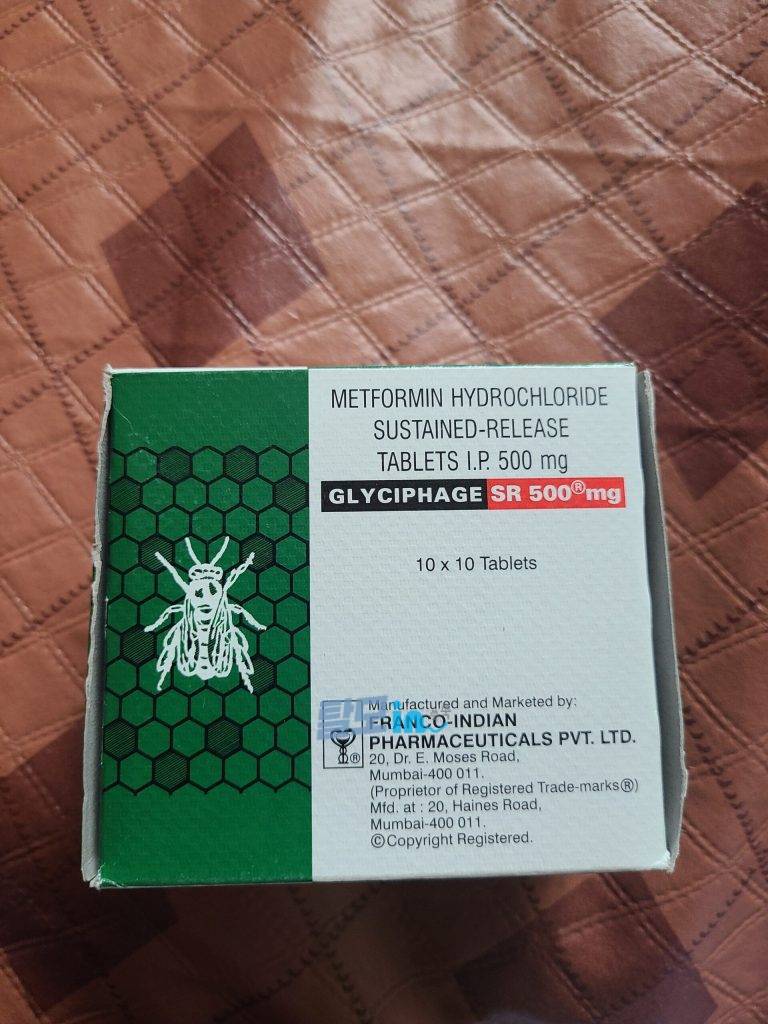 METFORMIN HYDROCHLORIDE
SUSTAINED-RELEASE
TABLETS I.P. 500 mg
GLYCIPHAGE SR 500®mg
10 x 10 Tablets
Manufactured and Marketed by:
FRANCO-INDIAN
PHARMACEUTICALS PVT. LTD.
®
20, Dr. E. Moses Road,
Mumbai-400 011.
(Proprietor of Registered Trade-marks®)
Mfd. at : 20, Haines Road,
Mumbai-400 011.
©Copyright Registered.